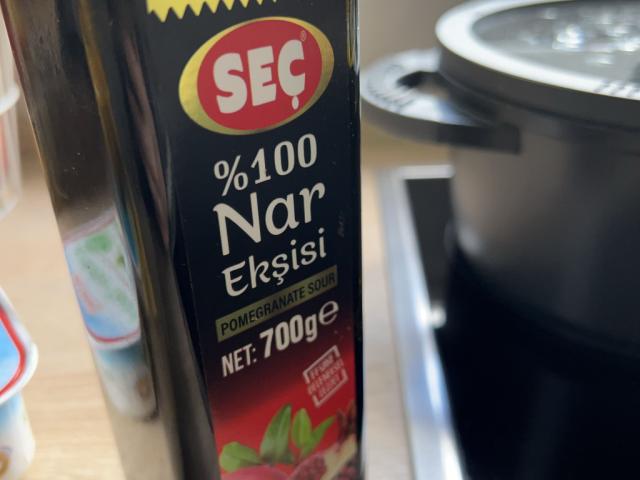 SEÇ
%100
Nar
Ekşisi
POMEGRANATE SOUR
NET: 700g e